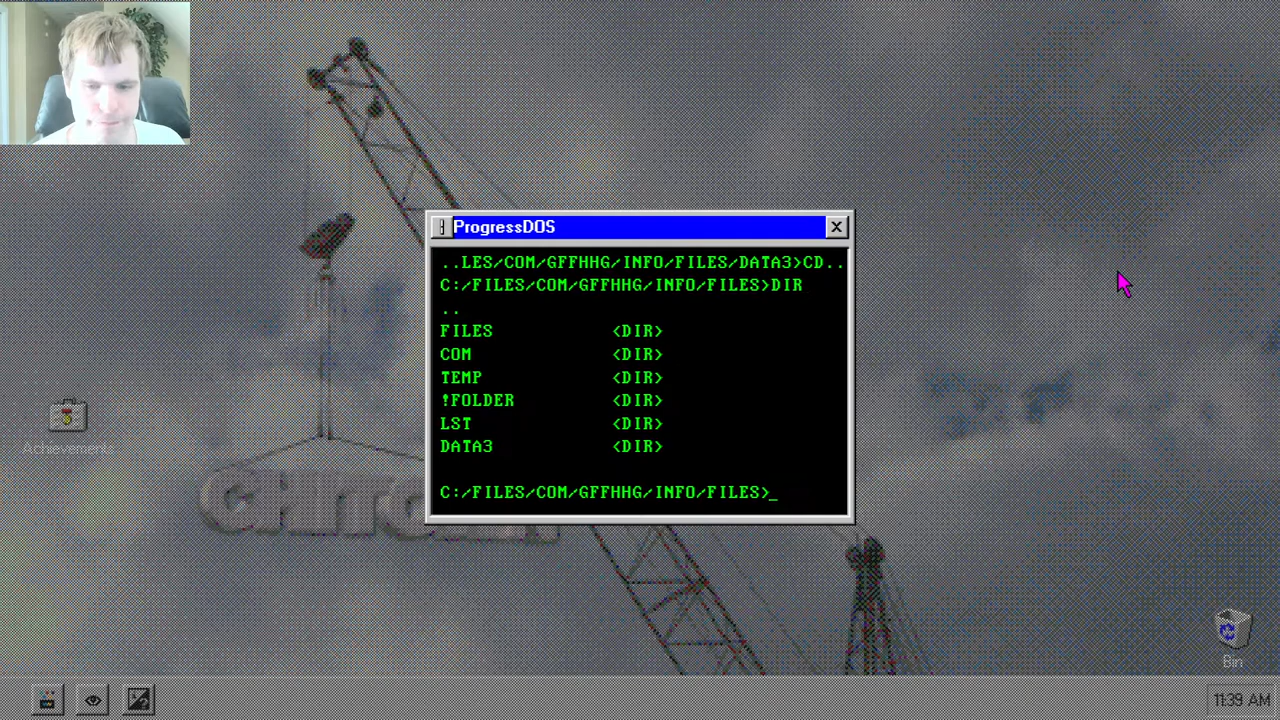 ProgressDOS
..LES/COM/GFFHHG/INFO/FILES/DATA3>CD..
C:/FILES/COM/GFFHHG/INFO/FILES>DIR
..
FILES <DIR>
COM <DIR>
TEMP <DIR>
!FOLDER <DIR>
LST <DIR>
DATA3 <DIR>
C:/FILES/COM/GFFHHG/INFO/FILES>_
Achievements
Bin
11:39 AM